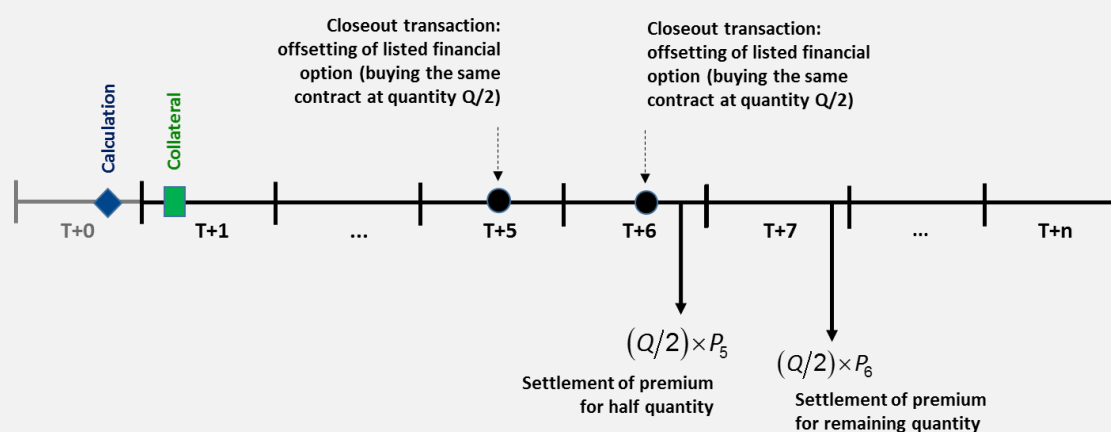 Closeout transaction:
offsetting of listed financial
option (buying the same
contract at quantity Q/2)
Closeout transaction:
offsetting of listed financial
option (buying the same
contract at quantity Q/2)
Calculation
Collateral
T+0
T+1
...
T+5
T+6
T+7
...
T+n
(Q/2)×P₅
Settlement of premium
for half quantity
(Q/2)×P₆
Settlement of premium
for remaining quantity